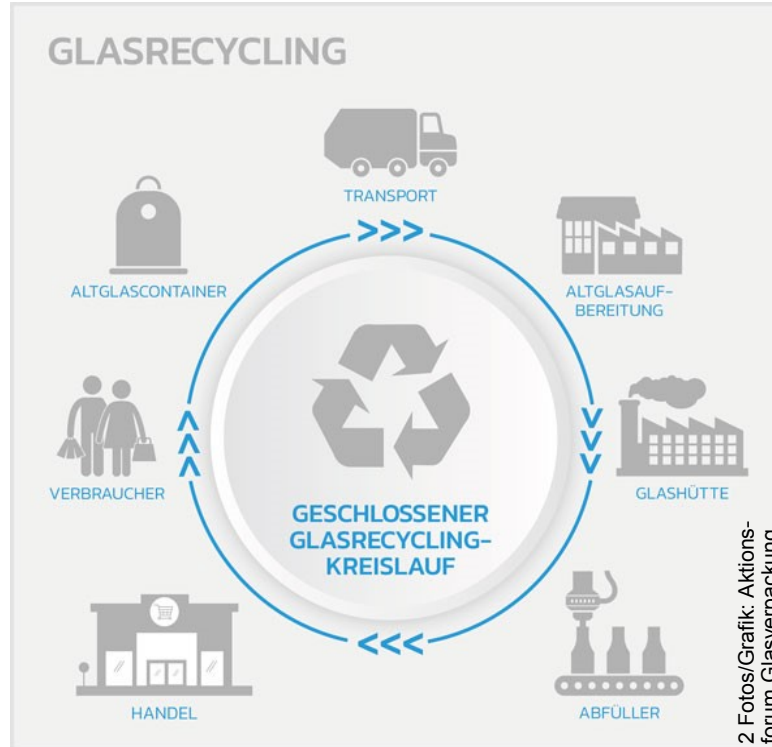 GLASRECYCLING
TRANSPORT
ALTGLASCONTAINER
ALTGLASAUF-
BEREITUNG
VERBRAUCHER
GLASHÜTTE
GESCHLOSSENER
GLASRECYCLING-
KREISLAUF
HANDEL
ABFÜLLER
2 Fotos/Grafik: Aktions-
forum Glasverpackung